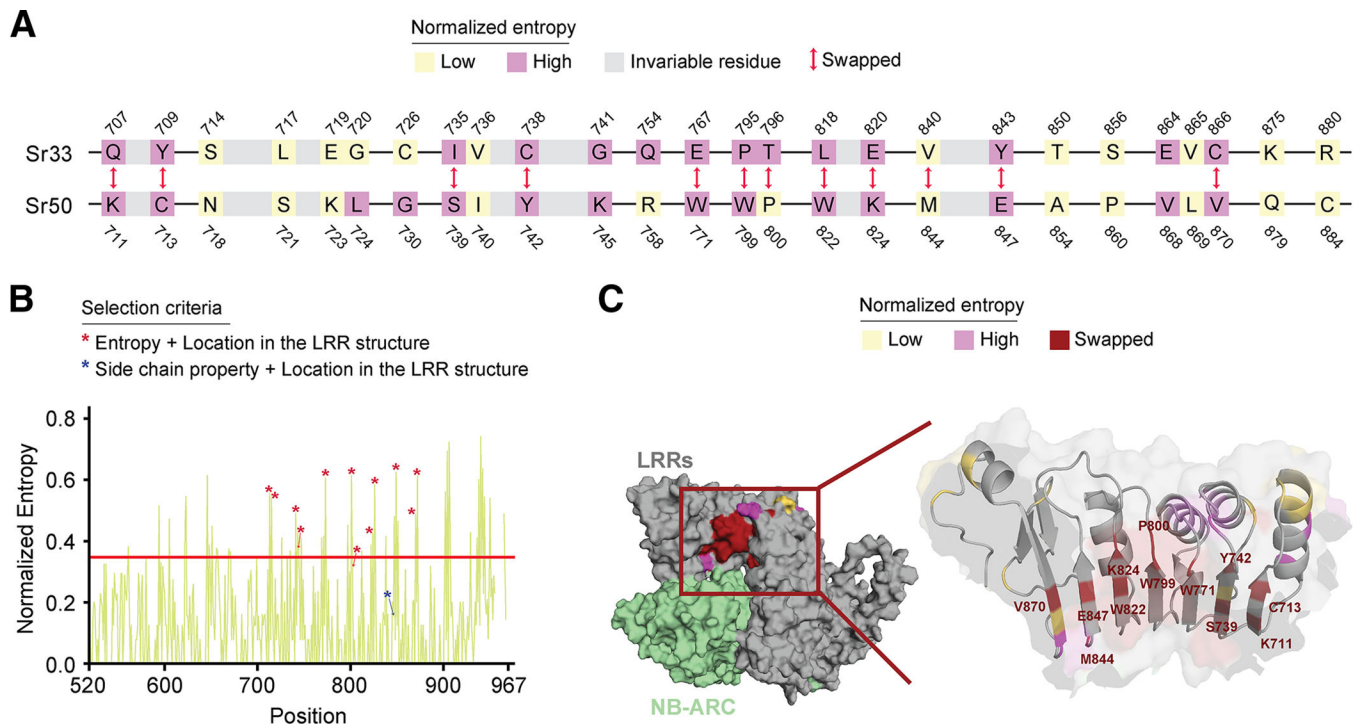 A
Normalized entropy
Low High Invariable residue Swapped
707 709 714 717 719 720 726 735 736 738 741 754 767 795 796 818 820 840 843 850 856 864 865 866 875 880
Sr33 Q Y S L E G C I V C G Q E P T L E V Y T S E V C K R
Sr50 K C N S K L G S I Y K R W W P W K M E A P V L V Q C
711 713 718 721 723 724 730 739 740 742 745 758 771 799 800 822 824 844 847 854 860 868 869 870 879 884
B
Selection criteria
* Entropy + Location in the LRR structure
* Side chain property + Location in the LRR structure
Normalized Entropy
0.8
0.6
0.4
0.2
0.0
520 600 700 800 900 967
Position
C
Normalized entropy
Low High Swapped
LRRs
NB-ARC
P800
Y742
K824
W799
W771
V870
E847
W822
C713
S739
K711
M844